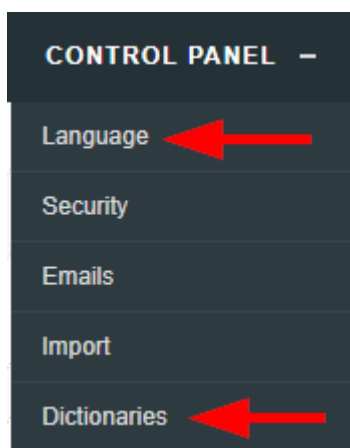 CONTROL PANEL –
Language
Security
Emails
Import
Dictionaries